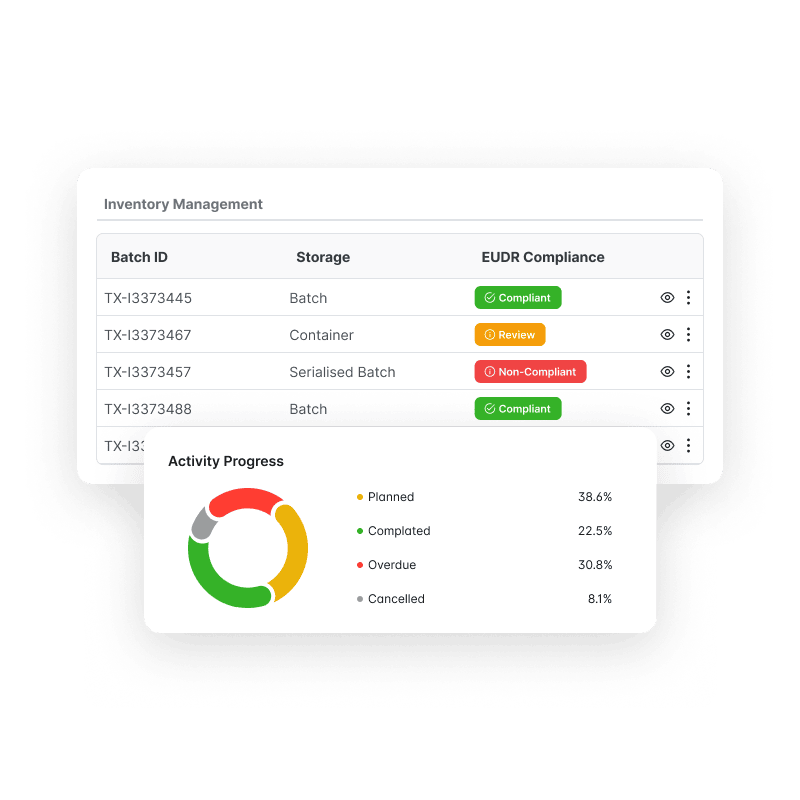 Inventory Management
Batch ID Storage EUDR Compliance
TX-I3373445 Batch Compliant
TX-I3373467 Container Review
TX-I3373457 Serialised Batch Non-Compliant
TX-I3373488 Batch Compliant
TX-I33
Activity Progress
Planned 38.6%
Complated 22.5%
Overdue 30.8%
Cancelled 8.1%